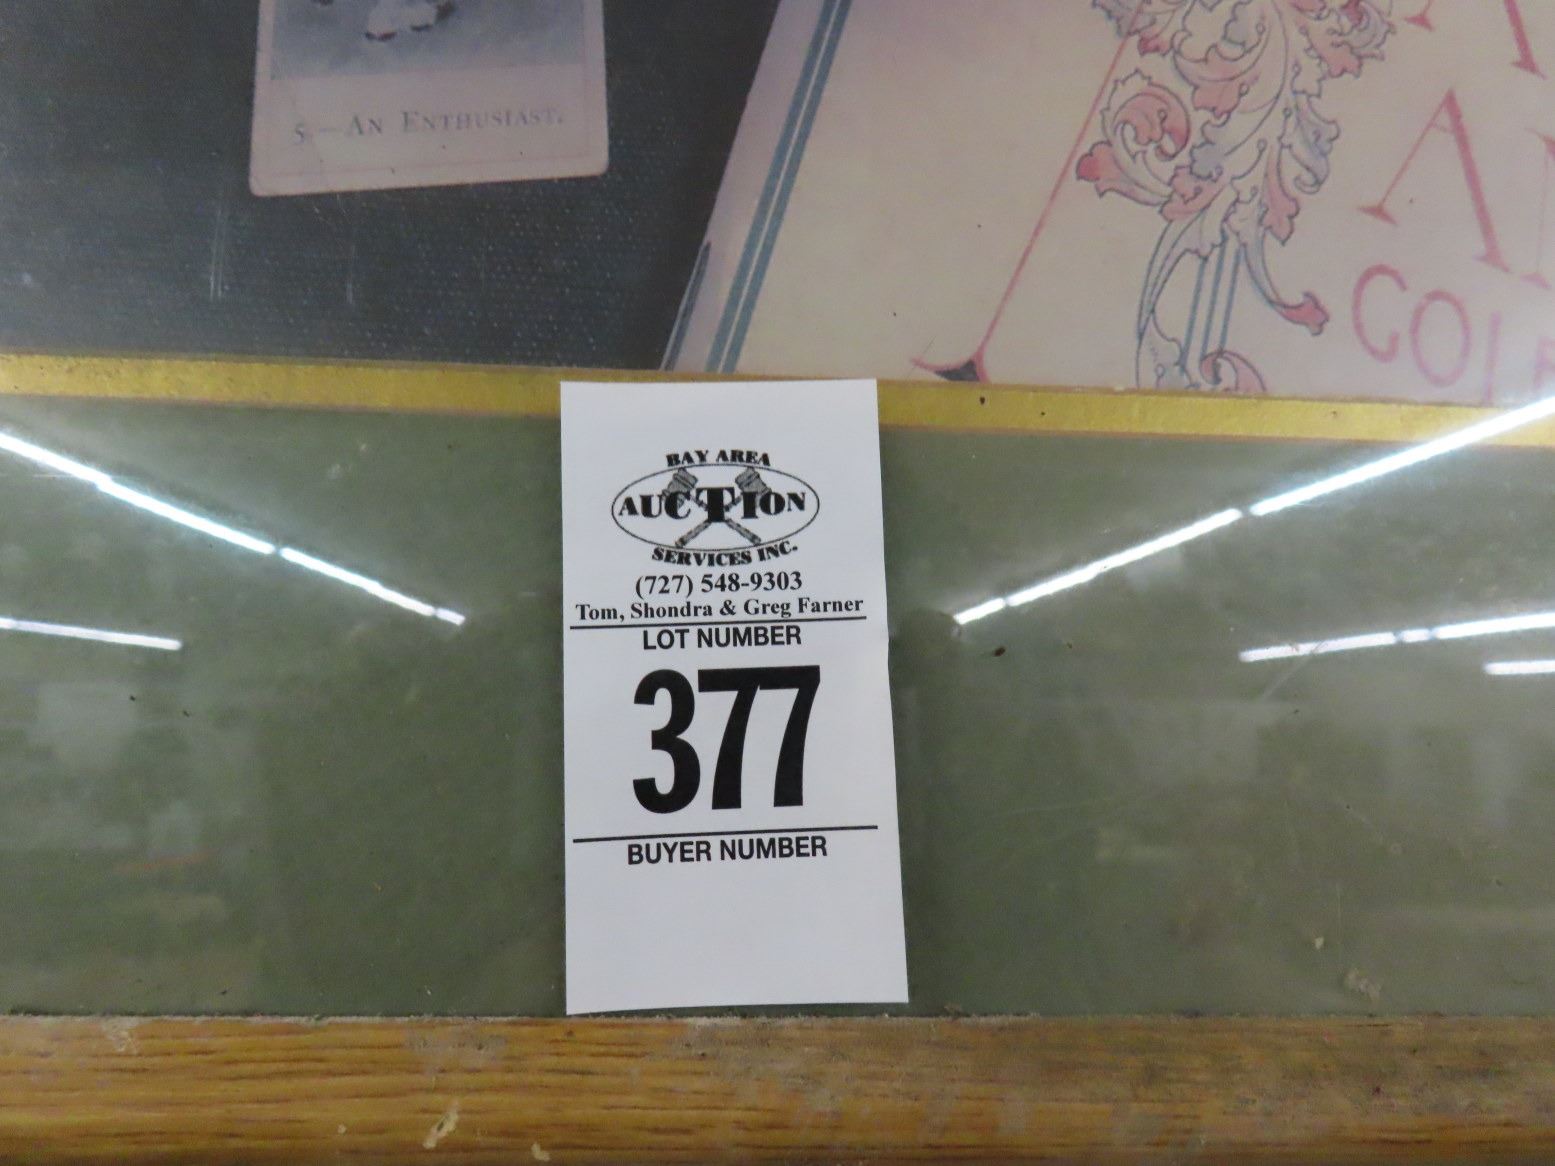 5.—AN ENTHUSIAST.
BAY AREA
AUCTION
SERVICES INC.
(727) 548-9303
Tom, Shondra & Greg Farner
LOT NUMBER
377
BUYER NUMBER